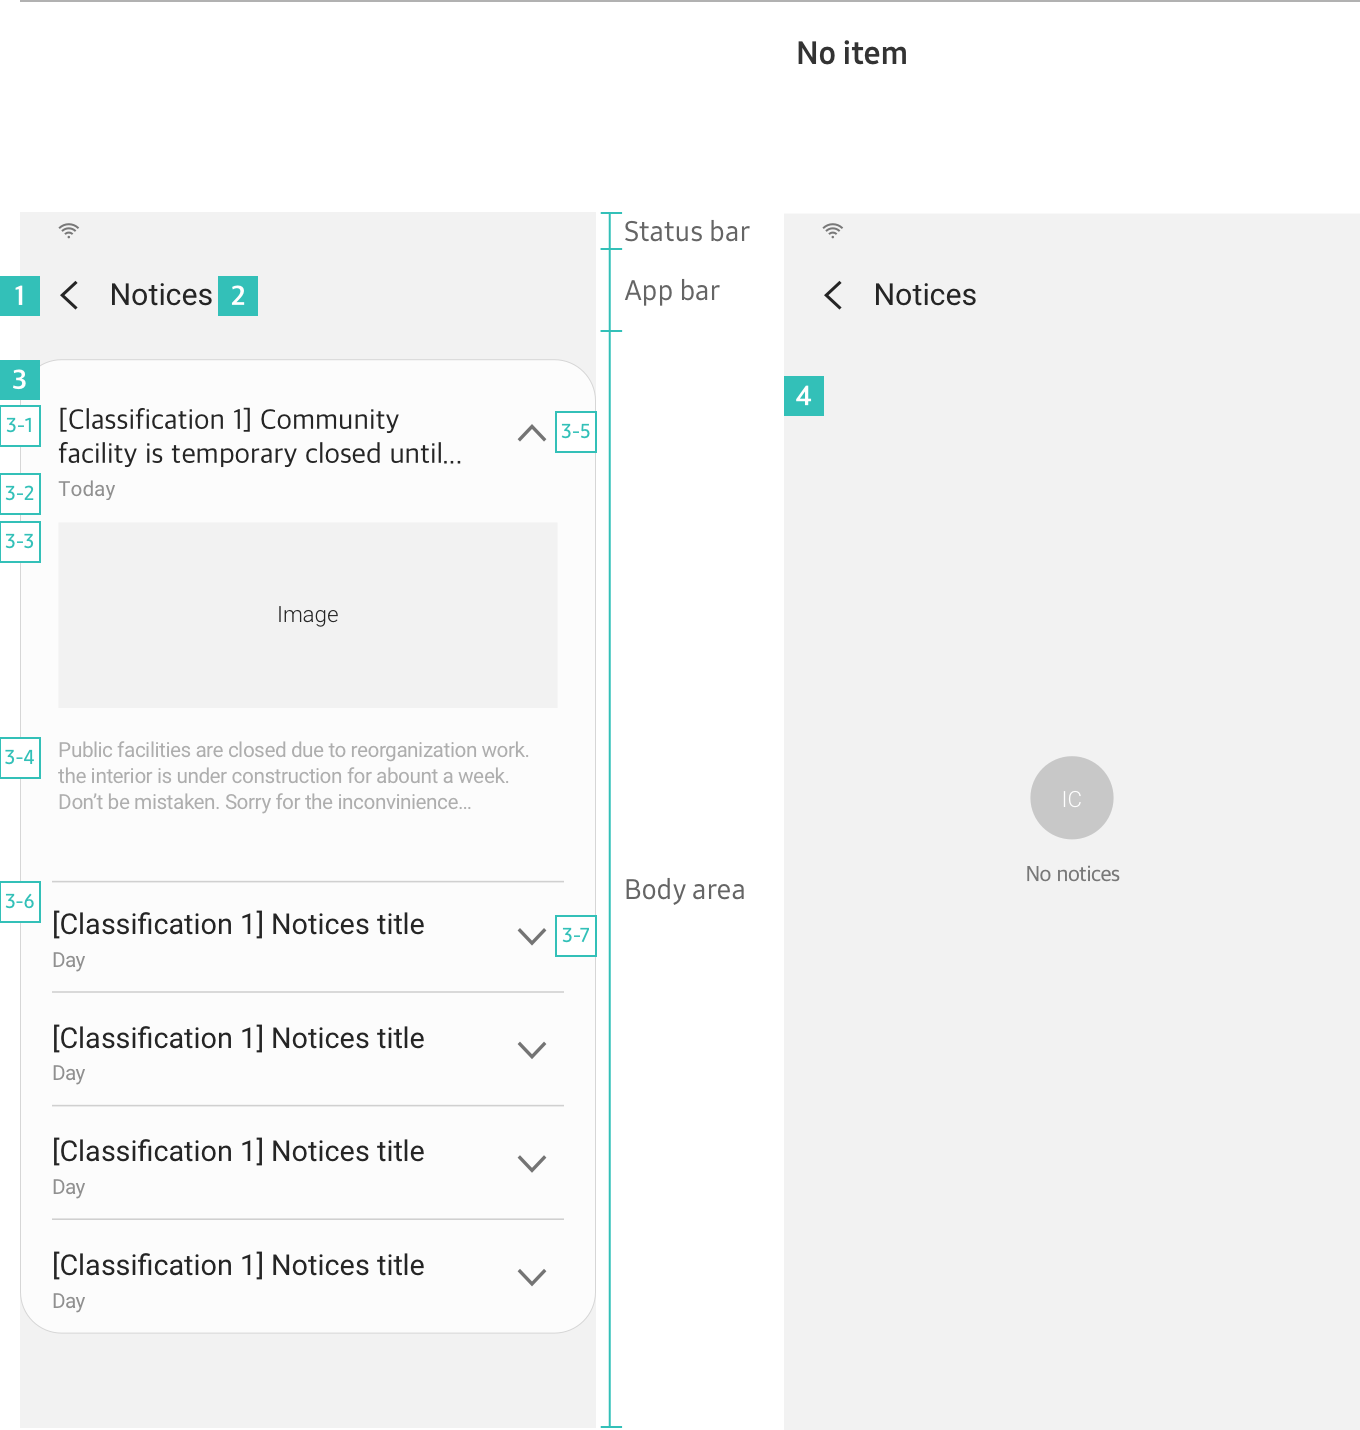 No item
Status bar
1
Notices
2
App bar
3
3-1
[Classification 1] Community
facility is temporary closed until...
3-5
3-2
Today
3-3
Image
3-4
Public facilities are closed due to reorganization work.
the interior is under construction for abount a week.
Don't be mistaken. Sorry for the inconvinience...
Body area
3-6
[Classification 1] Notices title
3-7
Day
[Classification 1] Notices title
Day
[Classification 1] Notices title
Day
[Classification 1] Notices title
Day
Notices
4
IC
No notices